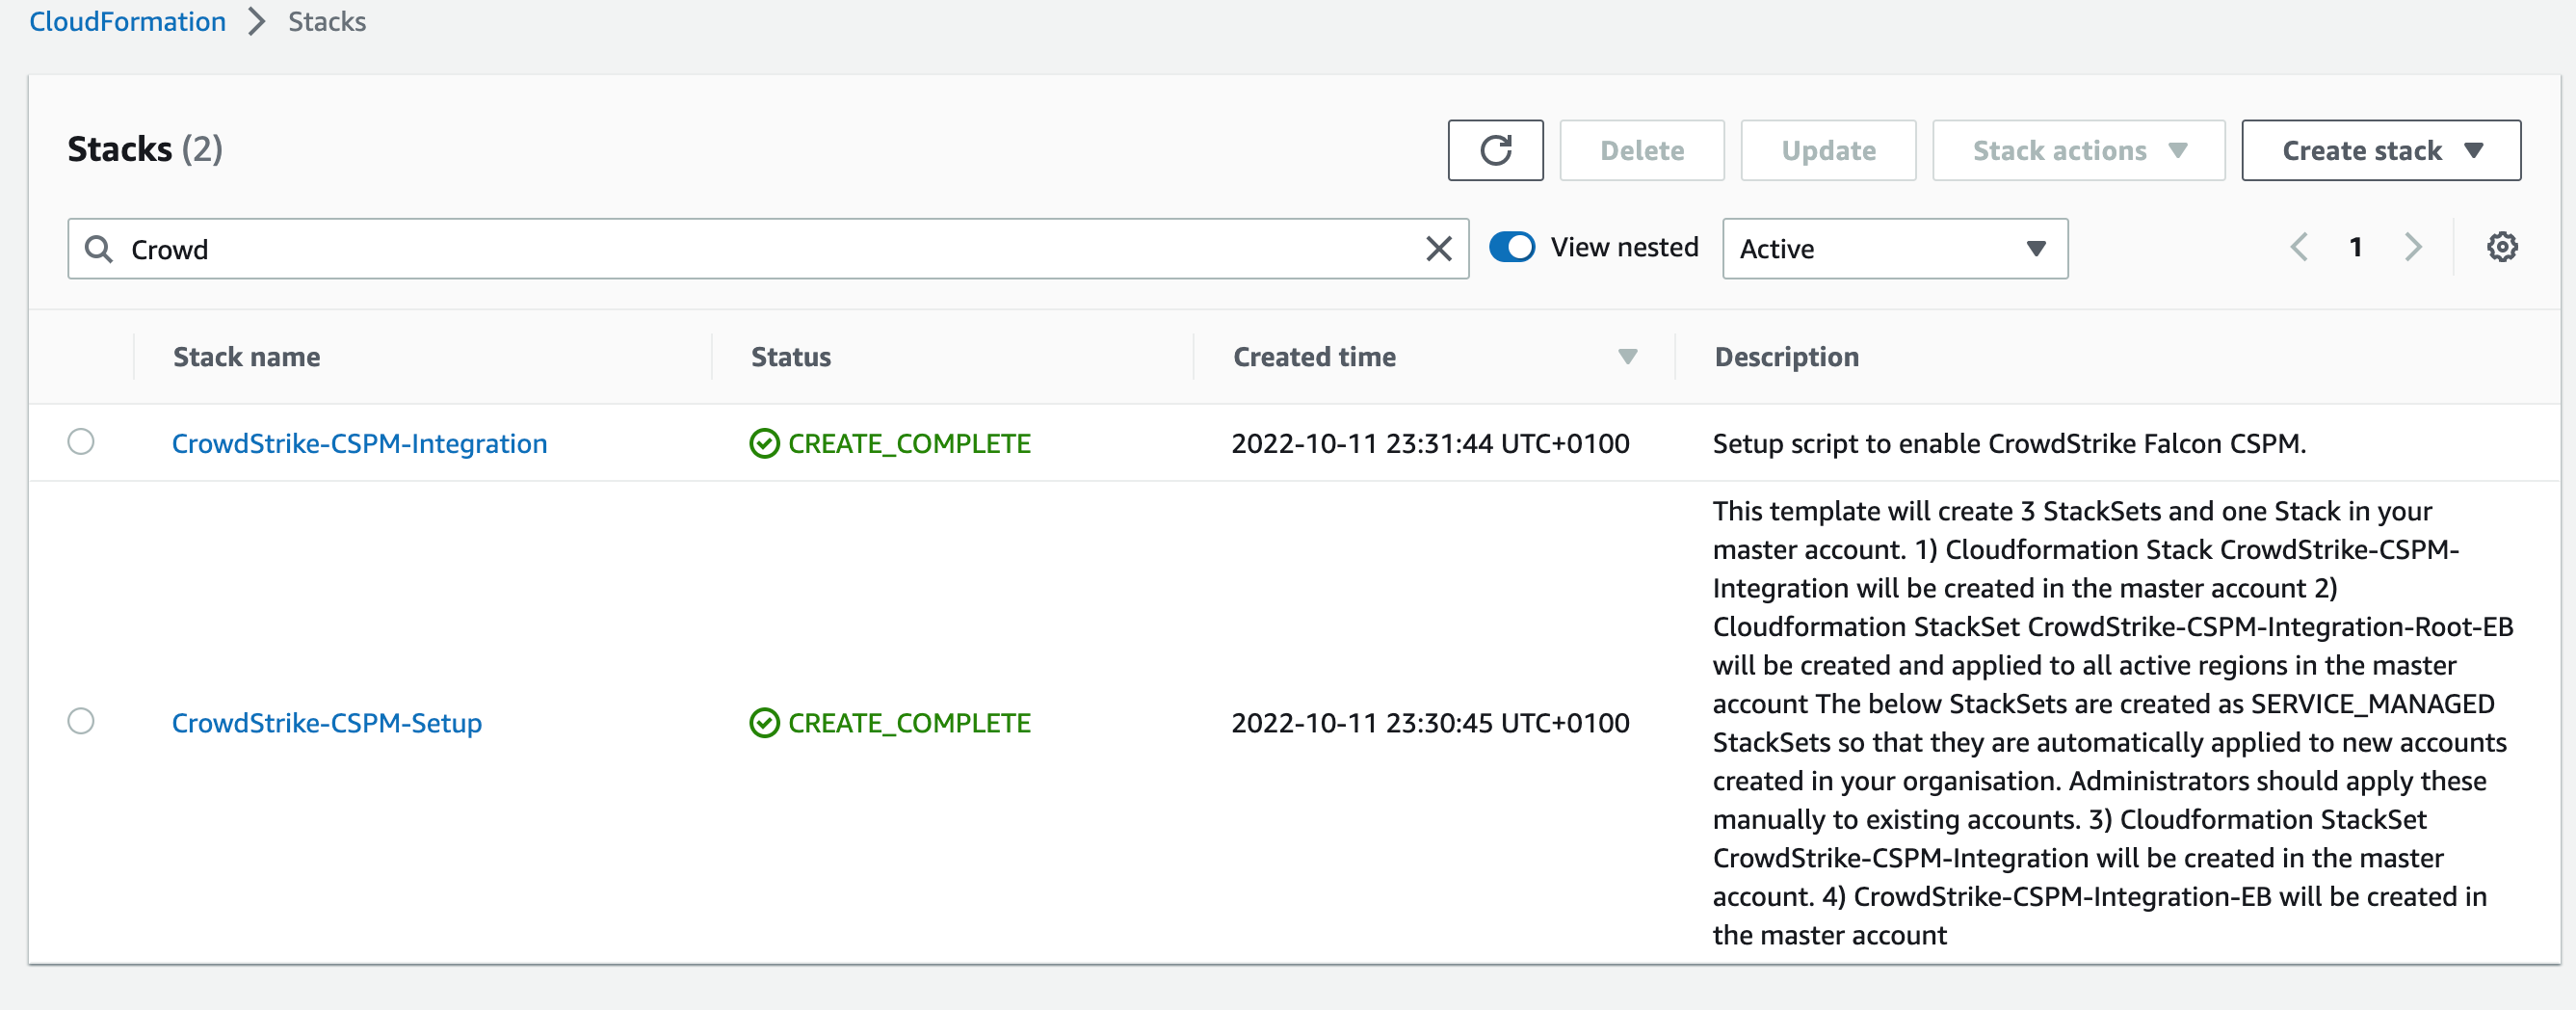 CloudFormation > Stacks
Stacks (2)
Delete
Update
Stack actions
Create stack
Crowd
View nested
Active
1
Stack name
Status
Created time
Description
CrowdStrike-CSPM-Integration
CREATE_COMPLETE
2022-10-11 23:31:44 UTC+0100
Setup script to enable CrowdStrike Falcon CSPM.
CrowdStrike-CSPM-Setup
CREATE_COMPLETE
2022-10-11 23:30:45 UTC+0100
This template will create 3 StackSets and one Stack in your
master account. 1) Cloudformation Stack CrowdStrike-CSPM-
Integration will be created in the master account 2)
Cloudformation StackSet CrowdStrike-CSPM-Integration-Root-EB
will be created and applied to all active regions in the master
account The below StackSets are created as SERVICE_MANAGED
StackSets so that they are automatically applied to new accounts
created in your organisation. Administrators should apply these
manually to existing accounts. 3) Cloudformation StackSet
CrowdStrike-CSPM-Integration will be created in the master
account. 4) CrowdStrike-CSPM-Integration-EB will be created in
the master account